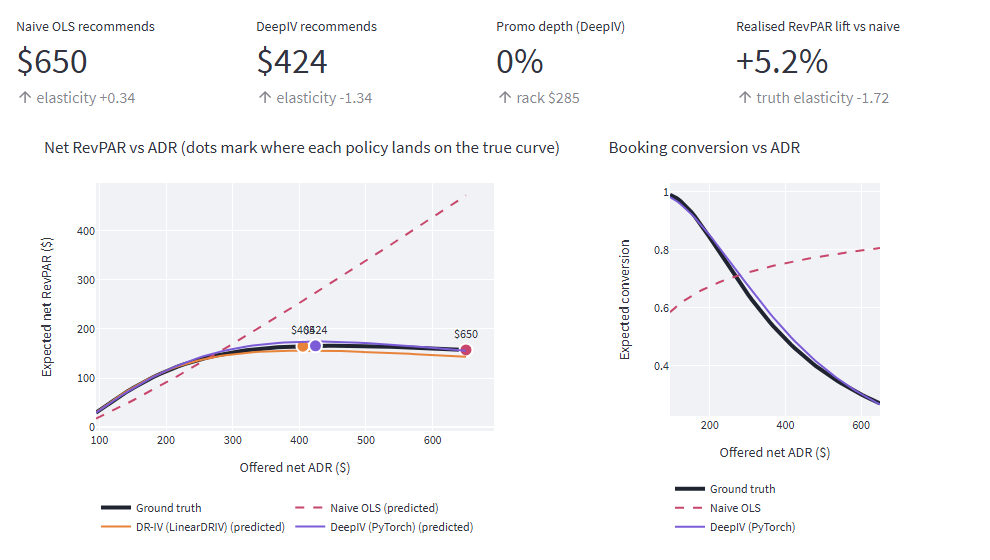 Naive OLS recommends
DeepIV recommends
Promo depth (DeepIV)
Realised RevPAR lift vs naive
$650
$424
0%
+5.2%
↑ elasticity +0.34
↑ elasticity -1.34
↑ rack $285
↑ truth elasticity -1.72
Net RevPAR vs ADR (dots mark where each policy lands on the true curve)
Booking conversion vs ADR
Expected net RevPAR ($)
400
300
200
100
0
$424
$650
100
200
300
400
500
600
Offered net ADR ($)
Ground truth
Naive OLS (predicted)
DR-IV (LinearDRIV) (predicted)
DeepIV (PyTorch) (predicted)
Expected conversion
1
0.8
0.6
0.4
200
400
600
Offered net ADR ($)
Ground truth
Naive OLS
DeepIV (PyTorch)